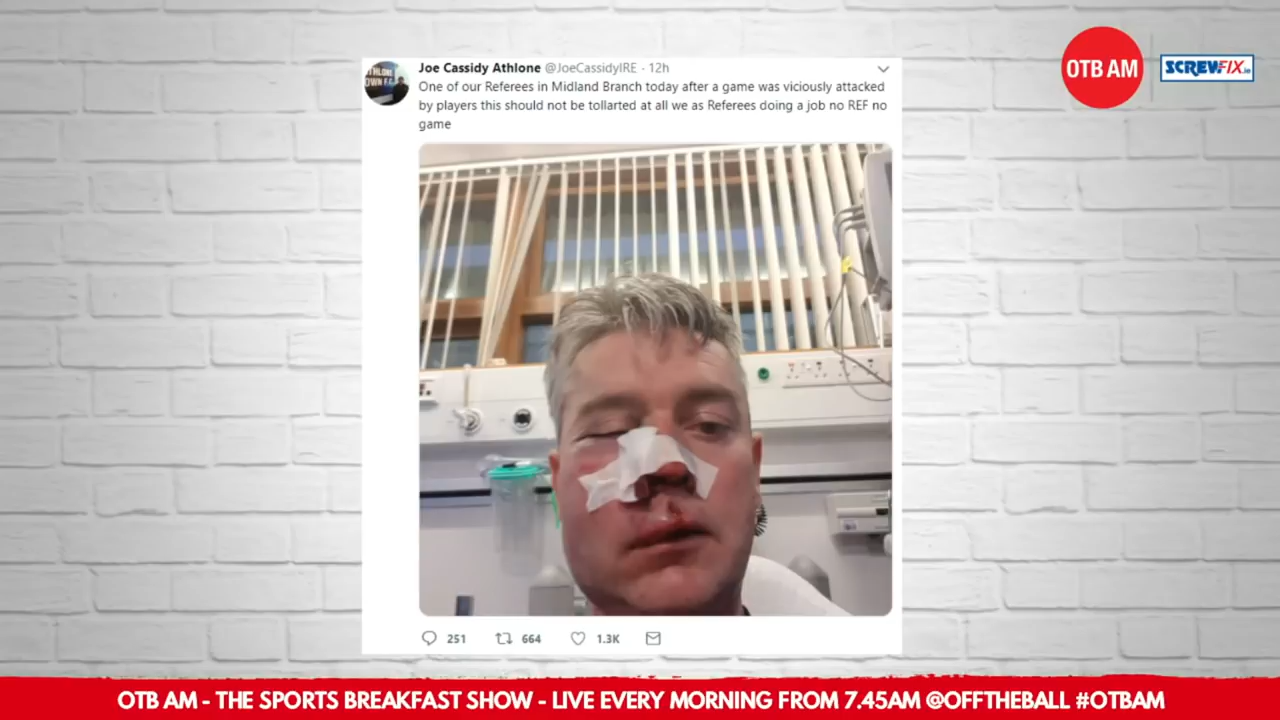 OTB AM
SCREWFIX.ie
Joe Cassidy Athlone @JoeCassidyIRE · 12h
One of our Referees in Midland Branch today after a game was viciously attacked
by players this should not be tollarted at all we as Referees doing a job no REF no
game
251
664
1.3K
OTB AM - THE SPORTS BREAKFAST SHOW - LIVE EVERY MORNING FROM 7.45AM @OFFTHEBALL #OTBAM